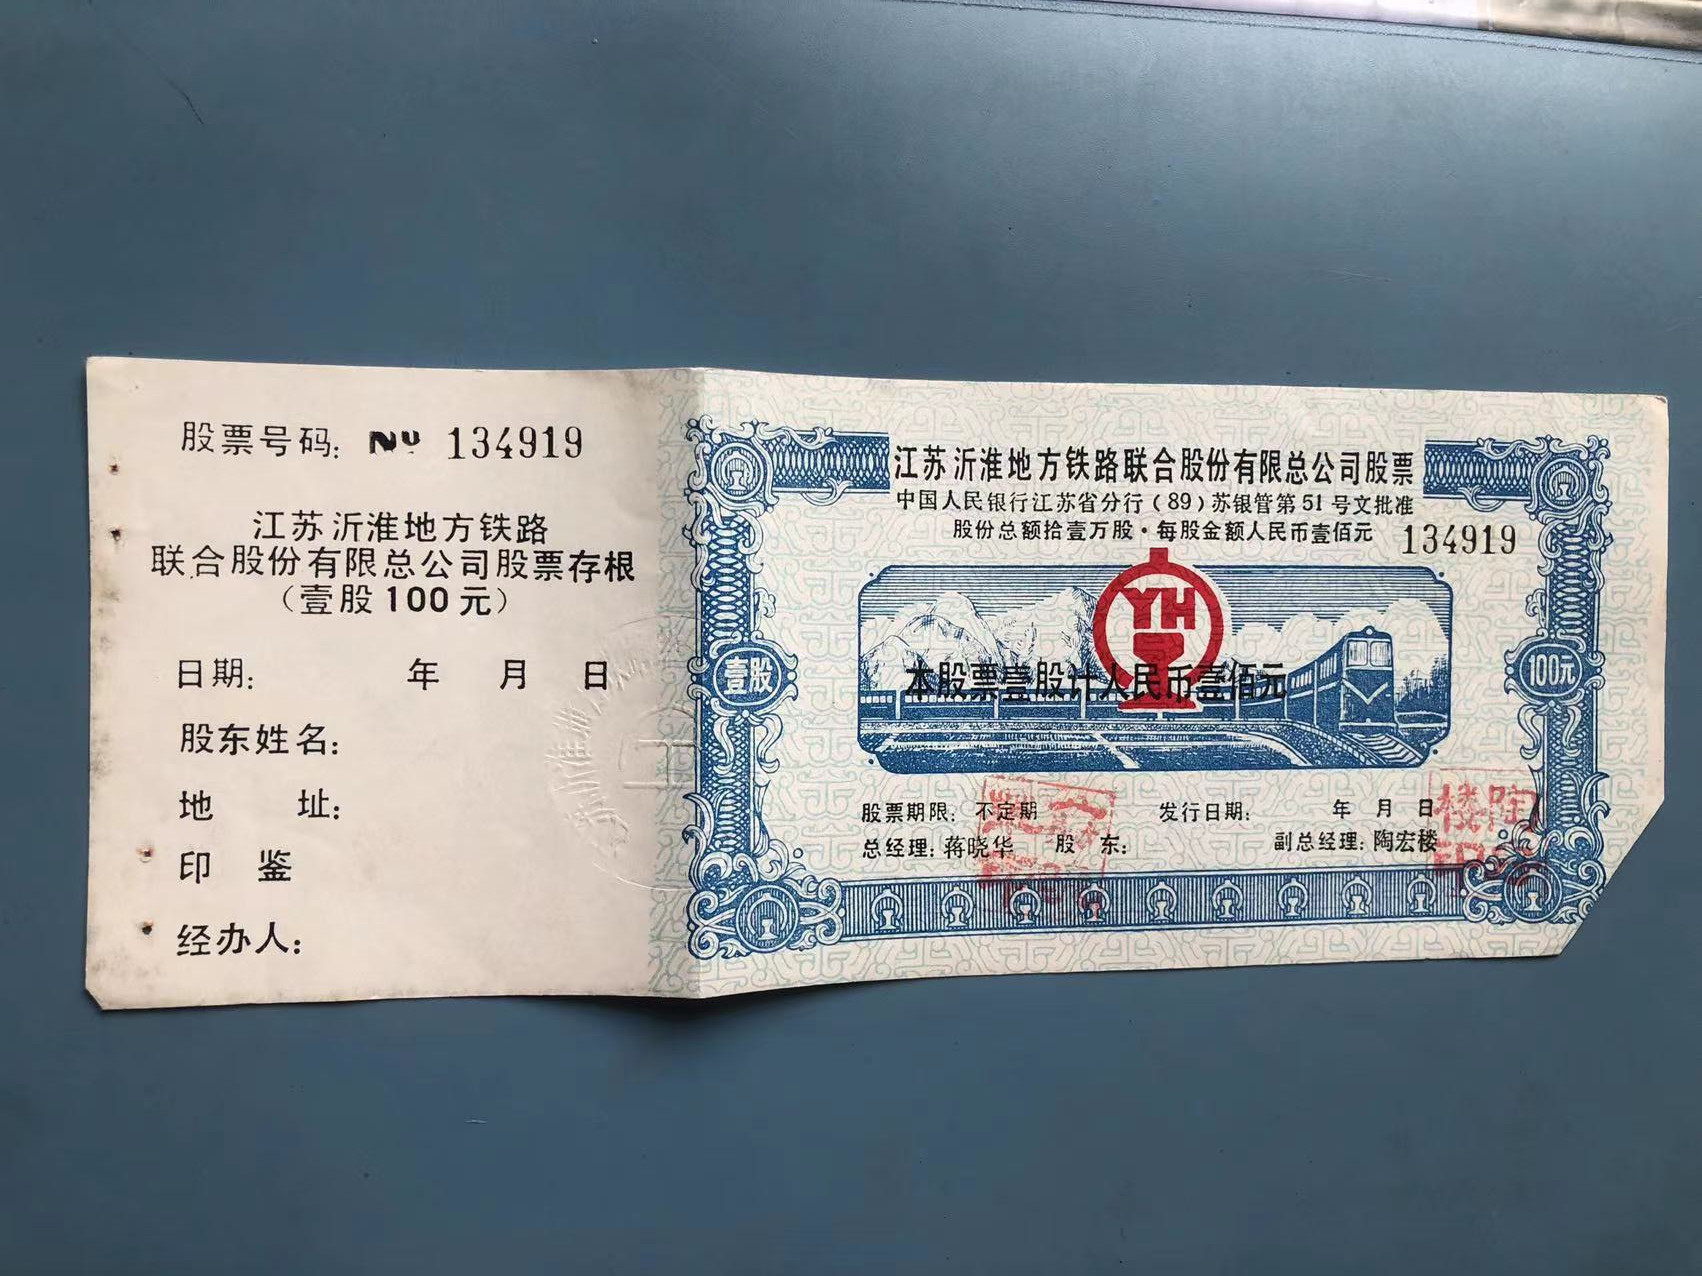 股票号码: No 134919
江苏沂淮地方铁路
联合股份有限总公司股票存根
(壹股100元)
日期: 年 月 日
股东姓名:
地 址:
印 鉴
经办人:
江苏沂淮地方铁路联合股份有限总公司股票
中国人民银行江苏省分行(89)苏银管第51号文批准
股份总额拾壹万股·每股金额人民币壹佰元
134919
YH
壹股
本股票壹股计人民币壹佰元
100元
股票期限: 不定期 发行日期: 年 月 日
总经理: 蒋晓华 股 东: 副总经理: 陶宏楼